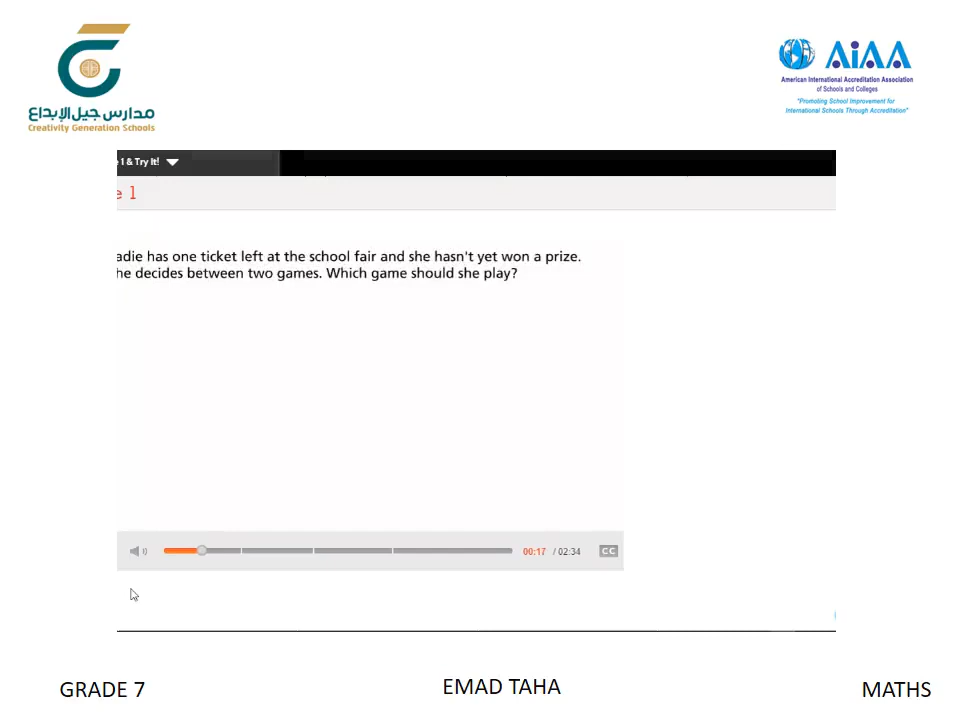 مدارس جيل الإبداع
Creativity Generation Schools
AiAA
American International Accreditation Association
of Schools and Colleges
"Promoting School Improvement for
International Schools Through Accreditation"
e 1 & Try It!
e 1
adie has one ticket left at the school fair and she hasn't yet won a prize.
he decides between two games. Which game should she play?
00:17 / 02:34 CC
GRADE 7
EMAD TAHA
MATHS